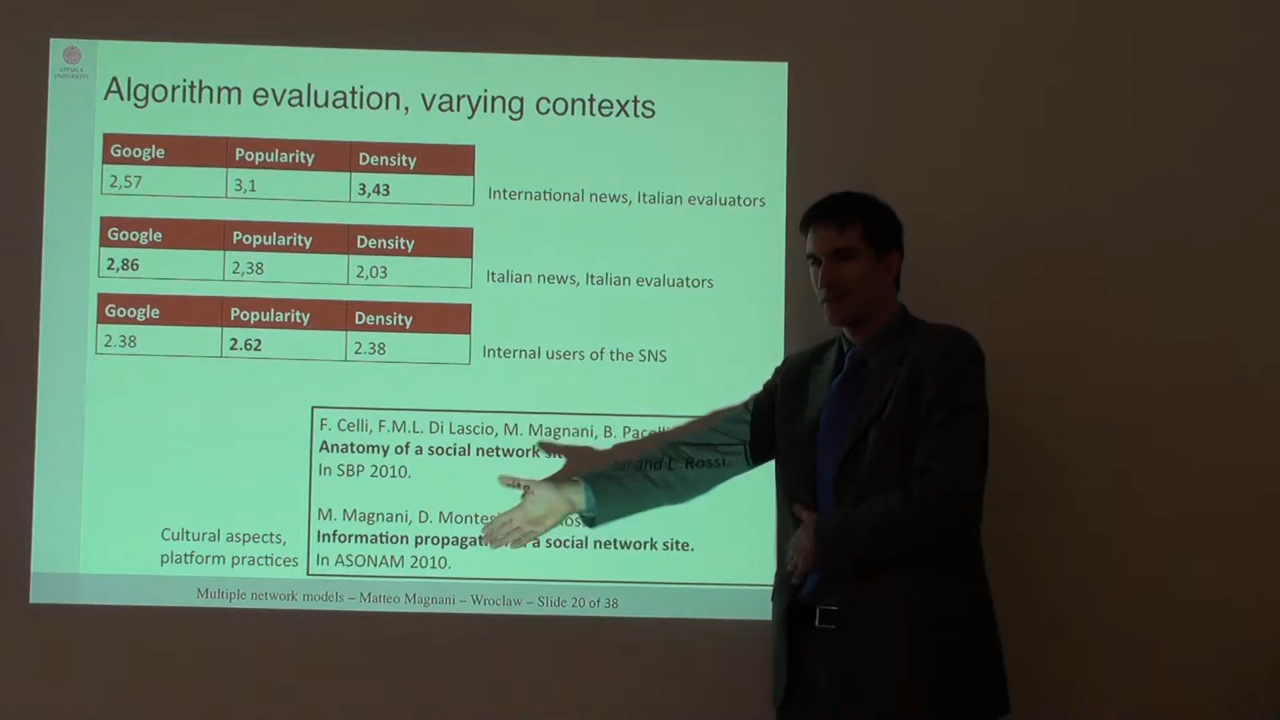 UPPSALA
UNIVERSITET
Algorithm evaluation, varying contexts
Google Popularity Density
2,57 3,1 3,43
International news, Italian evaluators
Google Popularity Density
2,86 2,38 2,03
Italian news, Italian evaluators
Google Popularity Density
2.38 2.62 2.38
Internal users of the SNS
F. Celli, F.M.L. Di Lascio, M. Magnani, B. and L. Rossi.
Anatomy of a social network site.
In SBP 2010.
M. Magnani, D.
Information a social network site.
In ASONAM 2010.
Cultural aspects,
platform practices
Multiple network models – Matteo Magnani – Wroclaw – Slide 20 of 38